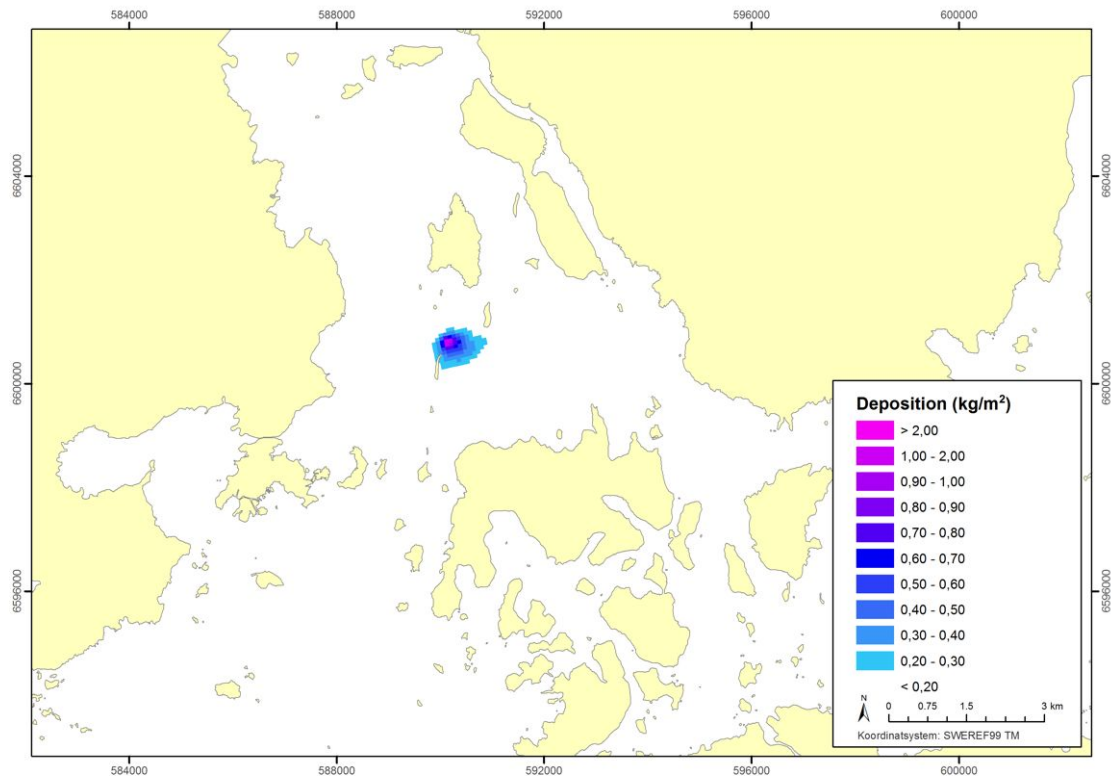 584000 588000 592000 596000 600000
6604000 6604000
6600000 6600000
Deposition (kg/m²)
> 2,00
1,00 - 2,00
0,90 - 1,00
0,80 - 0,90
0,70 - 0,80
0,60 - 0,70
0,50 - 0,60
6596000 6596000
0,40 - 0,50
0,30 - 0,40
0,20 - 0,30
< 0,20
N
0 0.75 1.5 3 km
Koordinatsystem: SWEREF99 TM
584000 588000 592000 596000 600000